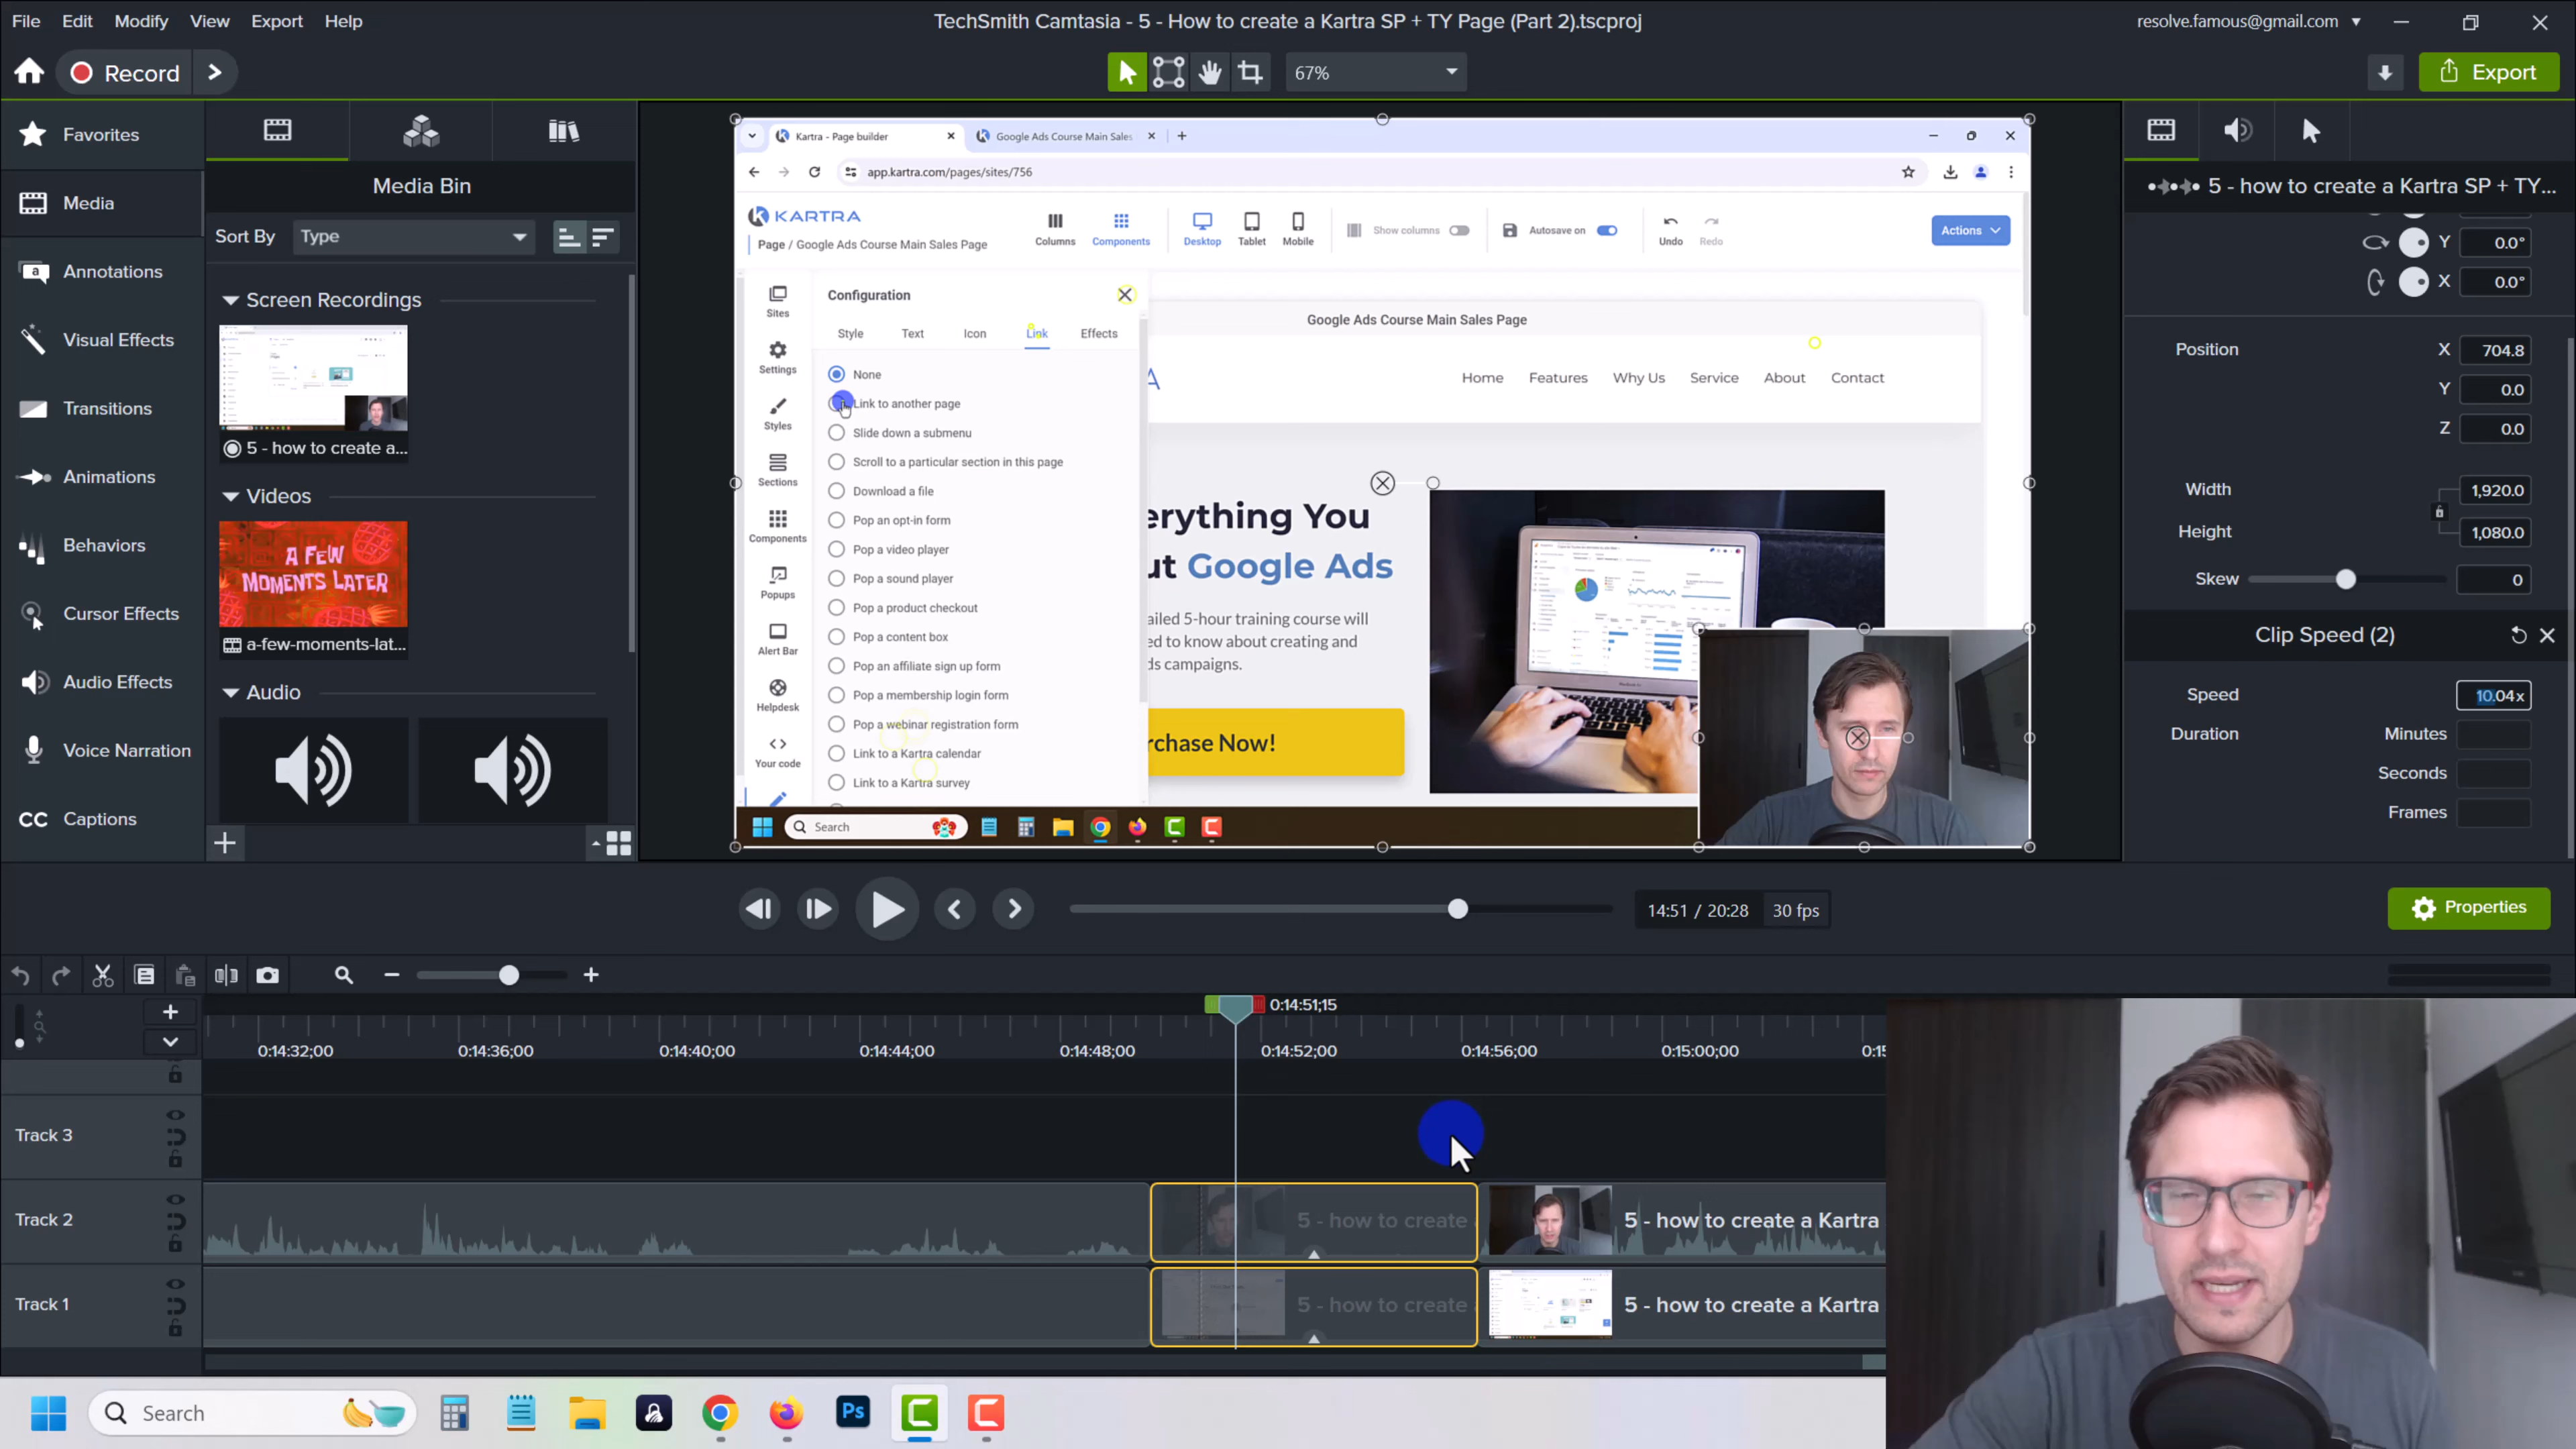 File Edit Modify View Export Help
TechSmith Camtasia - 5 - How to create a Kartra SP + TY Page (Part 2).tscproj
resolve.famous@gmail.com
Record
67%
Export
Favorites
Media
Annotations
Visual Effects
Transitions
Animations
Behaviors
Cursor Effects
Audio Effects
Voice Narration
CC Captions
Media Bin
Sort By Type
Screen Recordings
5 - how to create a...
Videos
A FEW
MOMENTS LATER
a-few-moments-lat...
Audio
Kartra - Page builder
Google Ads Course Main Sales
app.kartra.com/pages/sites/756
KARTRA
Page / Google Ads Course Main Sales Page
Columns Components Desktop Tablet Mobile
Show columns
Autosave on
Undo Redo
Actions
Sites
Settings
Styles
Sections
Components
Popups
Alert Bar
Helpdesk
Your code
Configuration
Style Text Icon Link Effects
None
Link to another page
Slide down a submenu
Scroll to a particular section in this page
Download a file
Pop an opt-in form
Pop a video player
Pop a sound player
Pop a product checkout
Pop a content box
Pop an affiliate sign up form
Pop a membership login form
Pop a webinar registration form
Link to a Kartra calendar
Link to a Kartra survey
Google Ads Course Main Sales Page
A
Home Features Why Us Service About Contact
erything You
ut Google Ads
ailed 5-hour training course will
ed to know about creating and
ds campaigns.
rchase Now!
Search
5 - how to create a Kartra SP + TY...
Y 0.0°
X 0.0°
Position X 704.8
Y 0.0
Z 0.0
Width 1,920.0
Height 1,080.0
Skew 0
Clip Speed (2)
Speed 10.04x
Duration Minutes
Seconds
Frames
14:51 / 20:28 30 fps
Properties
0:14:51;15
0:14:32;00 0:14:36;00 0:14:40;00 0:14:44;00 0:14:48;00 0:14:52;00 0:14:56;00 0:15:00;00 0:15
Track 3
Track 2
5 - how to create
5 - how to create a Kartra
Track 1
5 - how to create
5 - how to create a Kartra
Search
Ps